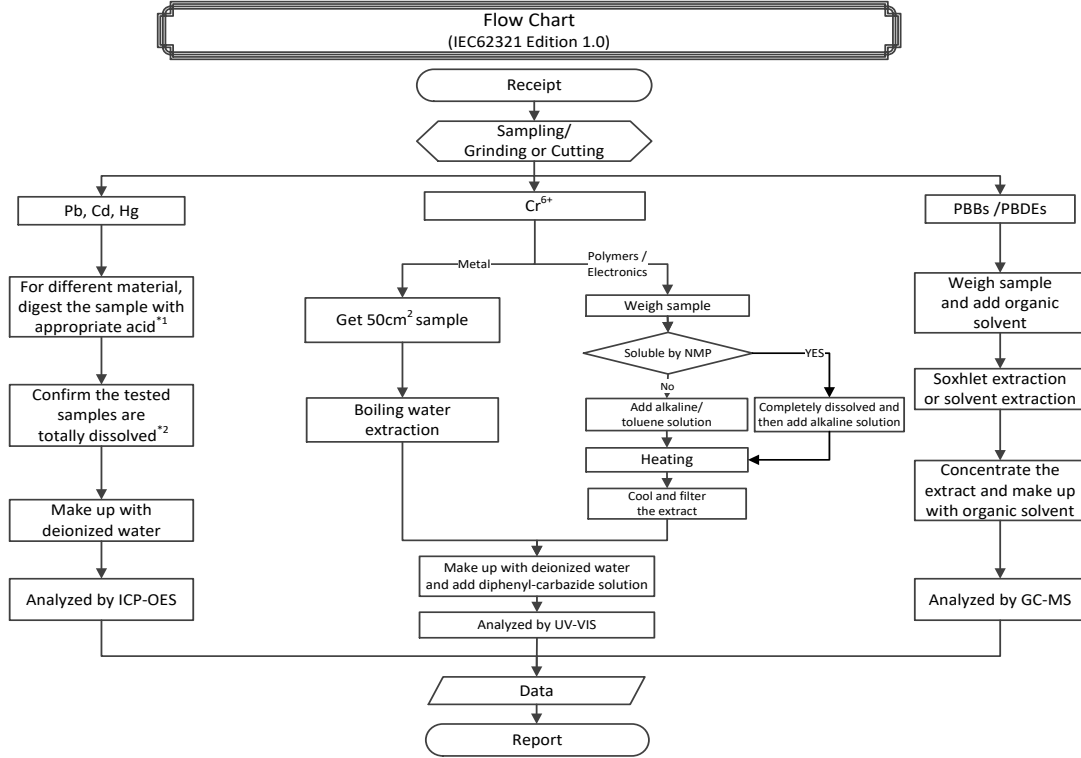 Flow Chart
(IEC62321 Edition 1.0)
Receipt
Sampling/
Grinding or Cutting
Pb, Cd, Hg
For different material,
digest the sample with
appropriate acid*1
Confirm the tested
samples are
totally dissolved*2
Make up with
deionized water
Analyzed by ICP-OES
Cr6+
Metal
Get 50cm2 sample
Boiling water
extraction
Polymers /
Electronics
Weigh sample
Soluble by NMP
YES
No
Add alkaline/
toluene solution
Completely dissolved and
then add alkaline solution
Heating
Cool and filter
the extract
Make up with deionized water
and add diphenyl-carbazide solution
Analyzed by UV-VIS
PBBs /PBDEs
Weigh sample
and add organic
solvent
Soxhlet extraction
or solvent extraction
Concentrate the
extract and make up
with organic solvent
Analyzed by GC-MS
Data
Report